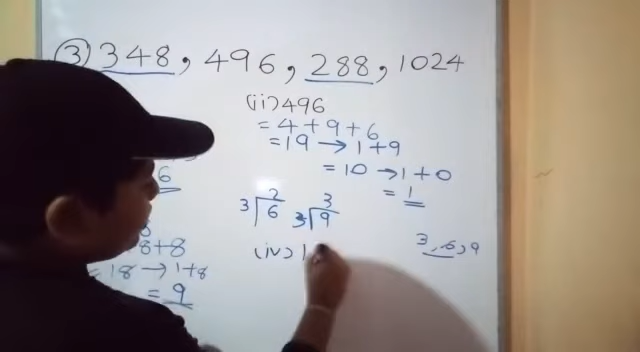 ③ 348, 496, 288, 1024
(ii) 496
= 4 + 9 + 6
= 19 → 1 + 9
= 10 → 1 + 0
= 1
6
3 2 6
3 3 9
3, 6, 9
8 + 8
= 18 → 1 + 8
= 9
(iv) 1